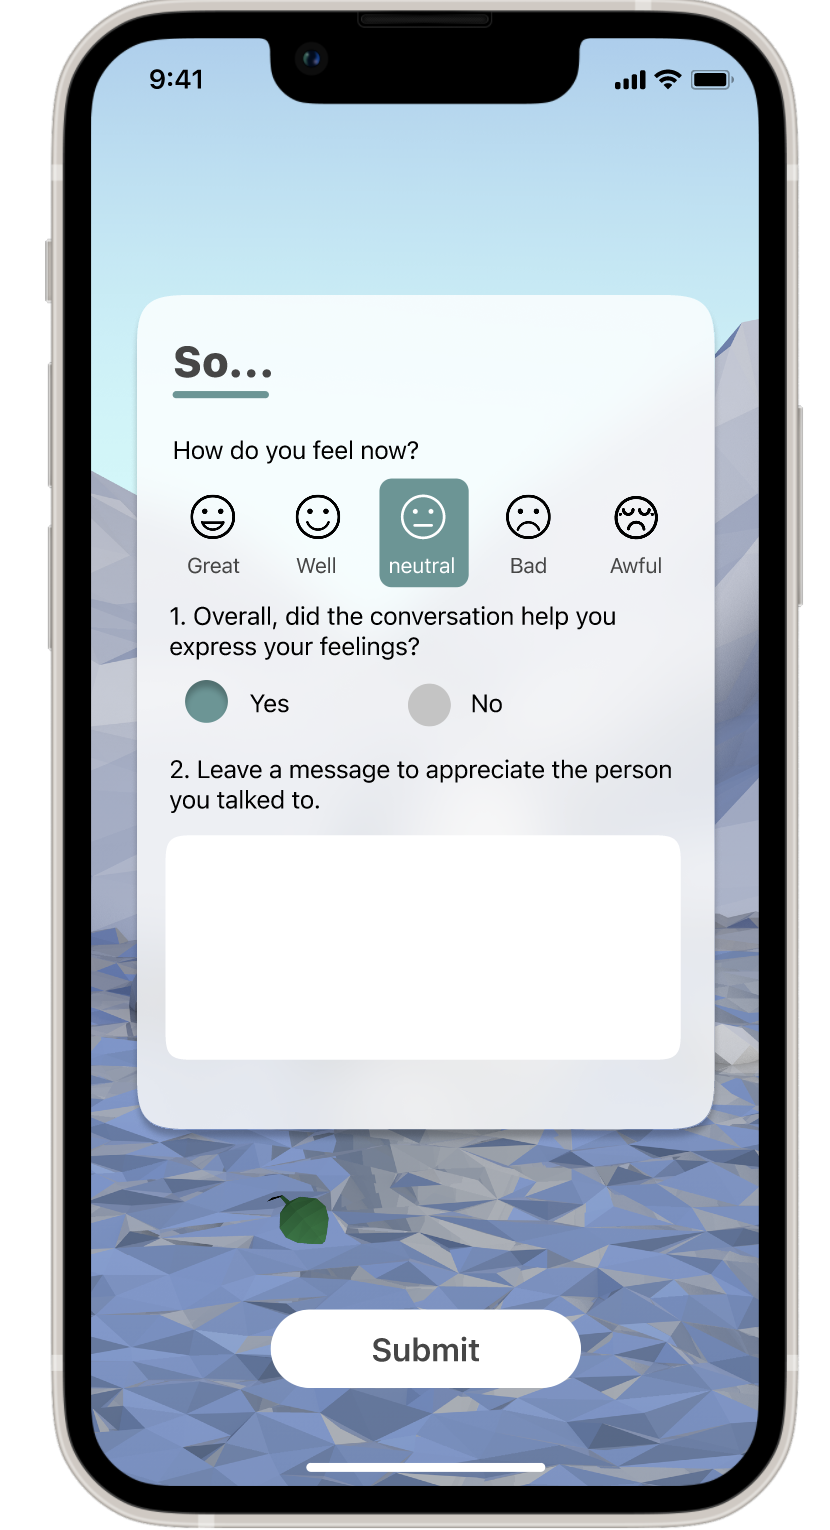 9:41
So...
How do you feel now?
Great Well neutral Bad Awful
1. Overall, did the conversation help you
express your feelings?
Yes No
2. Leave a message to appreciate the person
you talked to.
Submit